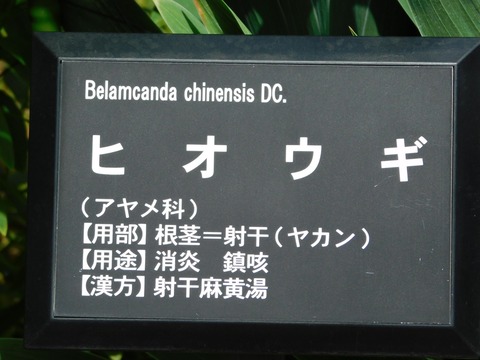 Belamcanda chinensis DC.
ヒオウギ
(アヤメ科)
【用部】根茎＝射干(ヤカン)
【用途】消炎　鎮咳
【漢方】射干麻黄湯